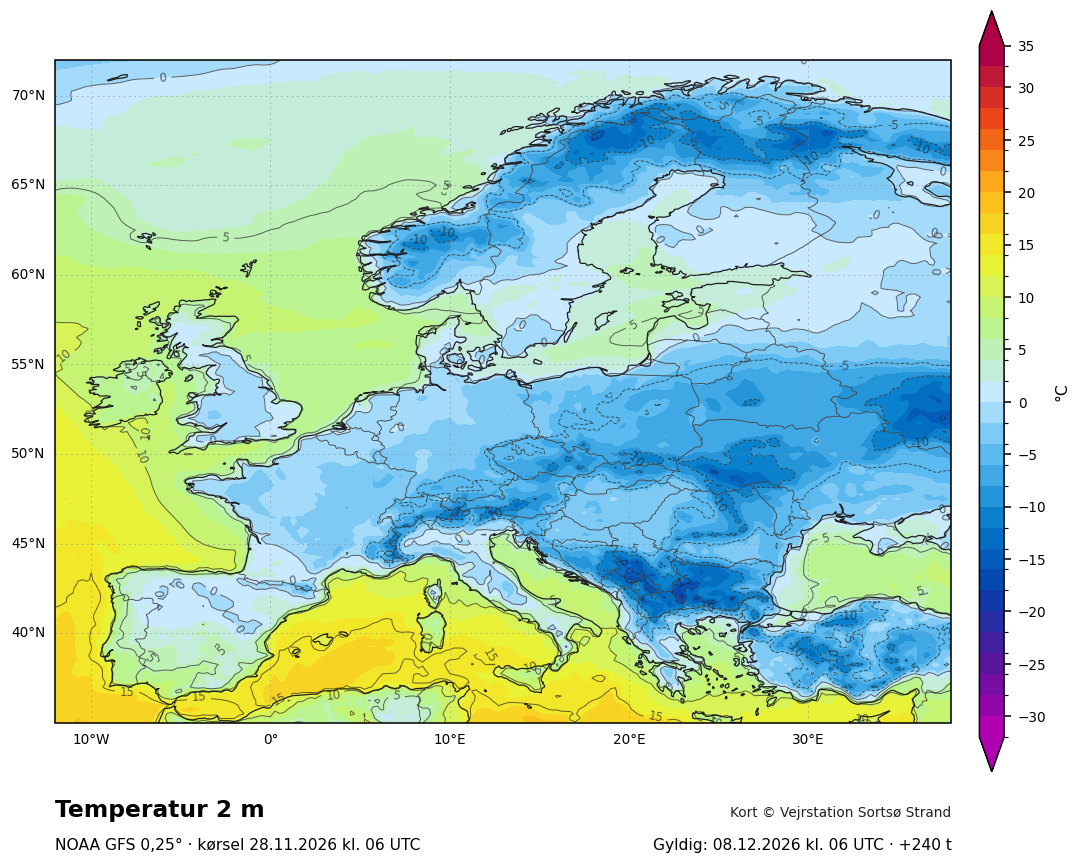 70°N
65°N
60°N
55°N
50°N
45°N
40°N
10°W
0°
10°E
20°E
30°E
35
30
25
20
15
10
5
0
−5
−10
−15
−20
−25
−30
°C
Temperatur 2 m
Kort © Vejrstation Sortsø Strand
NOAA GFS 0,25° · kørsel 28.11.2026 kl. 06 UTC
Gyldig: 08.12.2026 kl. 06 UTC · +240 t